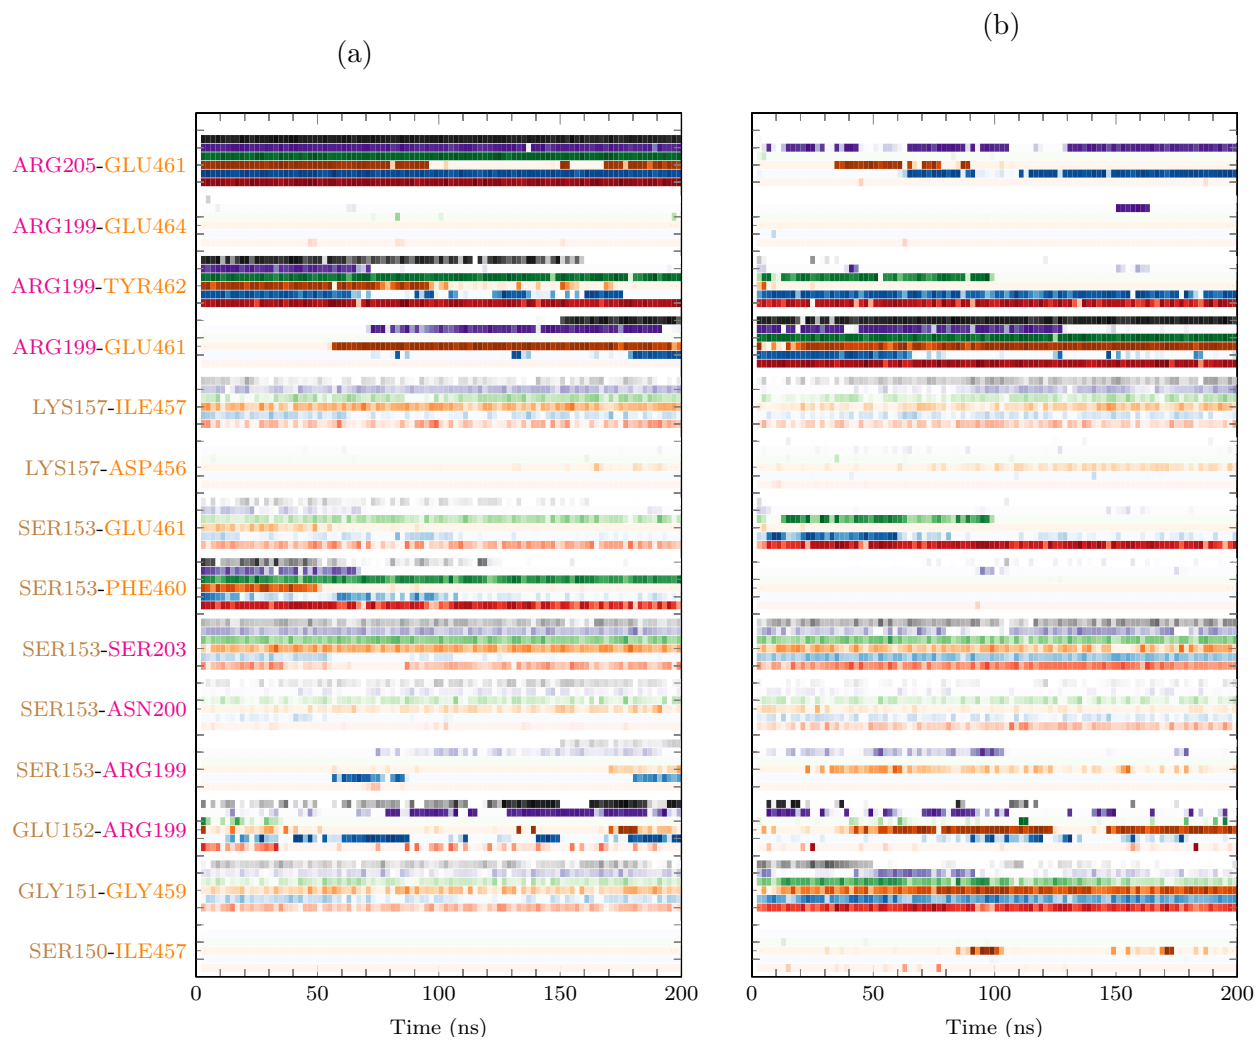 (a)
(b)
ARG205-GLU461
ARG199-GLU464
ARG199-TYR462
ARG199-GLU461
LYS157-ILE457
LYS157-ASP456
SER153-GLU461
SER153-PHE460
SER153-SER203
SER153-ASN200
SER153-ARG199
GLU152-ARG199
GLY151-GLY459
SER150-ILE457
0 50 100 150 200
0 50 100 150 200
Time (ns)
Time (ns)